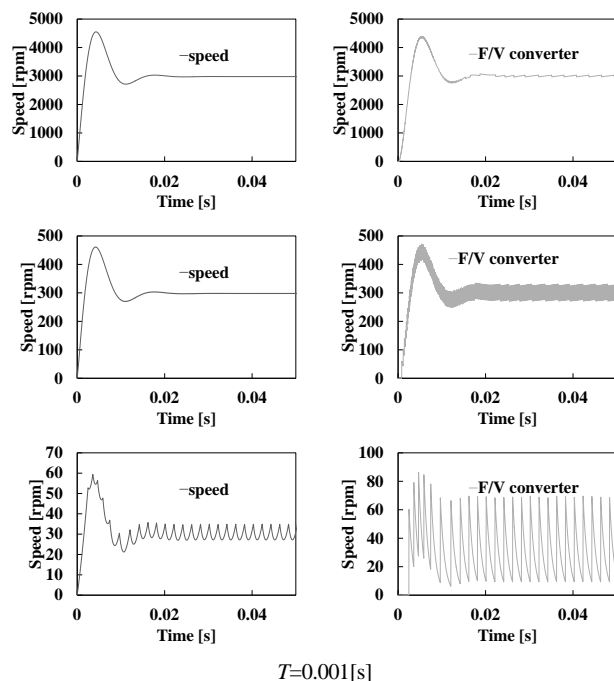 5000
4000
3000
2000
1000
0
Speed [rpm]
speed
0
0.02
0.04
Time [s]
5000
4000
3000
2000
1000
0
Speed [rpm]
F/V converter
0
0.02
0.04
Time [s]
500
400
300
200
100
0
Speed [rpm]
speed
0
0.02
0.04
Time [s]
500
400
300
200
100
0
Speed [rpm]
F/V converter
0
0.02
0.04
Time [s]
70
60
50
40
30
20
10
0
Speed [rpm]
speed
0
0.02
0.04
Time [s]
100
80
60
40
20
0
Speed [rpm]
F/V converter
0
0.02
0.04
Time [s]
T=0.001[s]